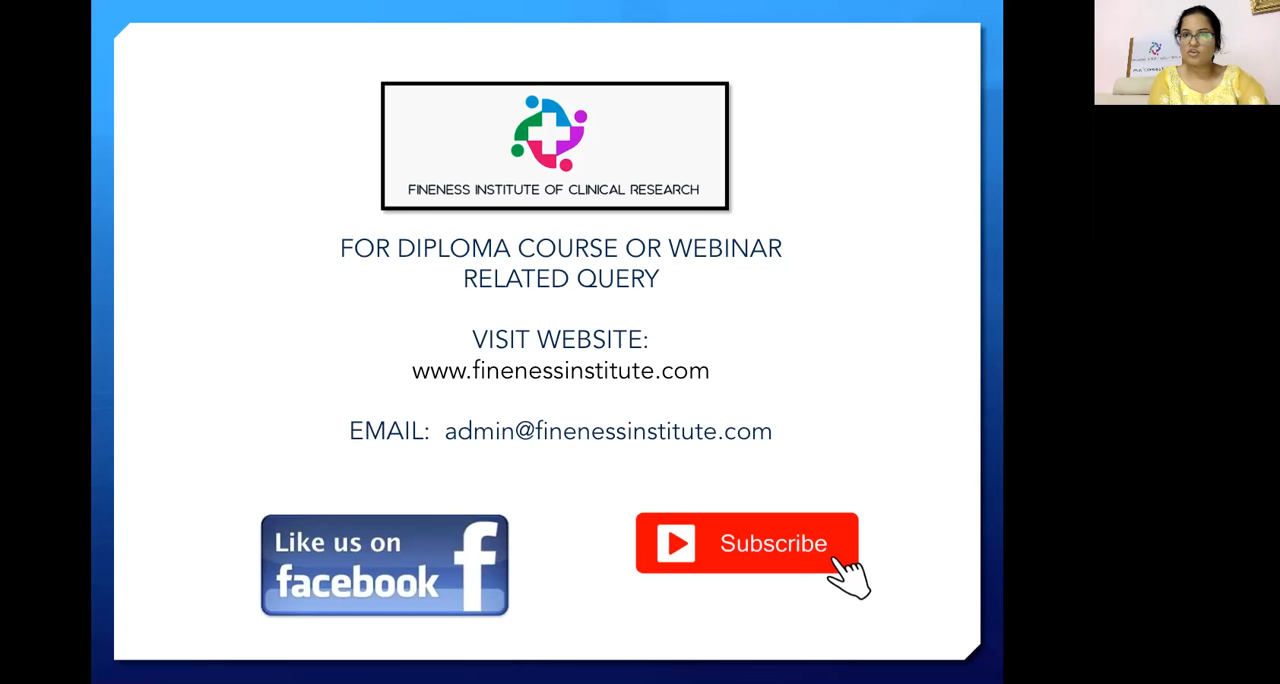 FINENESS INSTITUTE OF CLINICAL RESEARCH
FOR DIPLOMA COURSE OR WEBINAR
RELATED QUERY
VISIT WEBSITE:
www.finenessinstitute.com
EMAIL: admin@finenessinstitute.com
Like us on
facebook
Subscribe